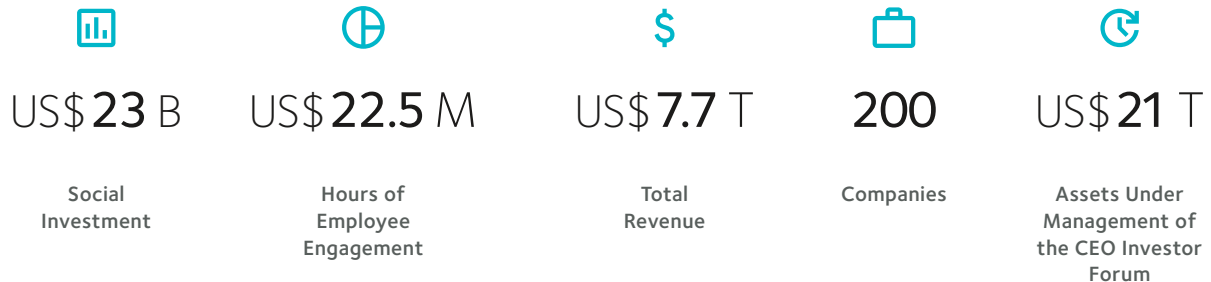 US$ 23 B
Social
Investment
US$ 22.5 M
Hours of
Employee
Engagement
US$ 7.7 T
Total
Revenue
200
Companies
US$ 21 T
Assets Under
Management of
the CEO Investor
Forum